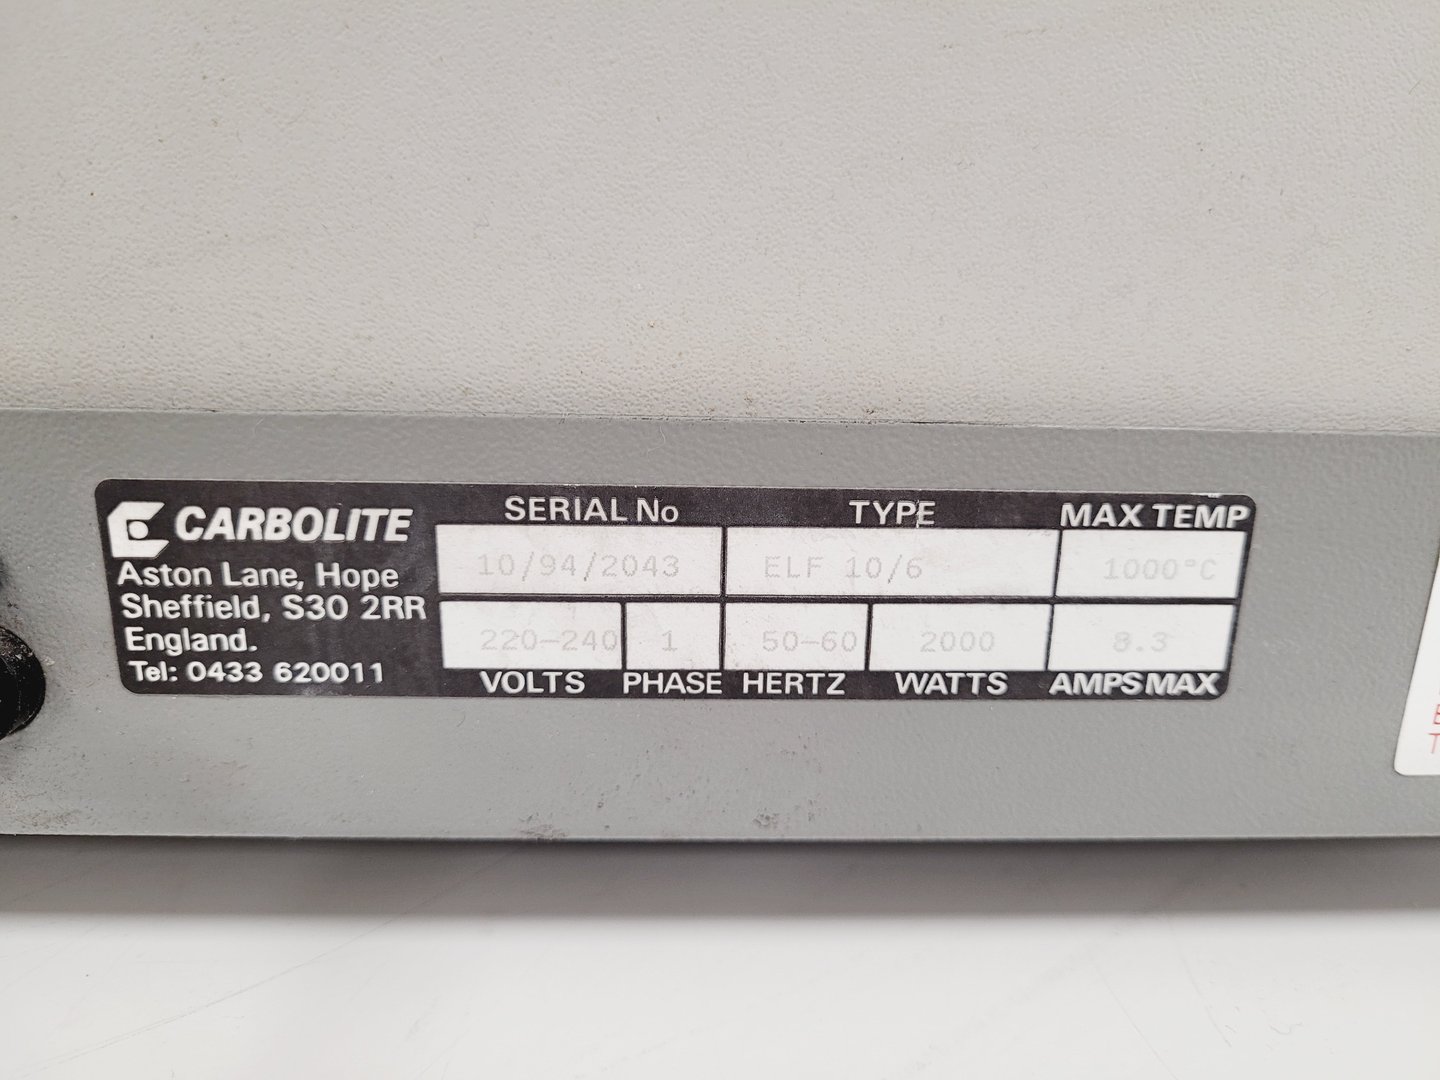 CARBOLITE
Aston Lane, Hope
Sheffield, S30 2RR
England.
Tel: 0433 620011
SERIAL No TYPE MAX TEMP
10/94/2043 ELF 10/6 1000°C
220-240 1 50-60 2000 8.3
VOLTS PHASE HERTZ WATTS AMPS MAX